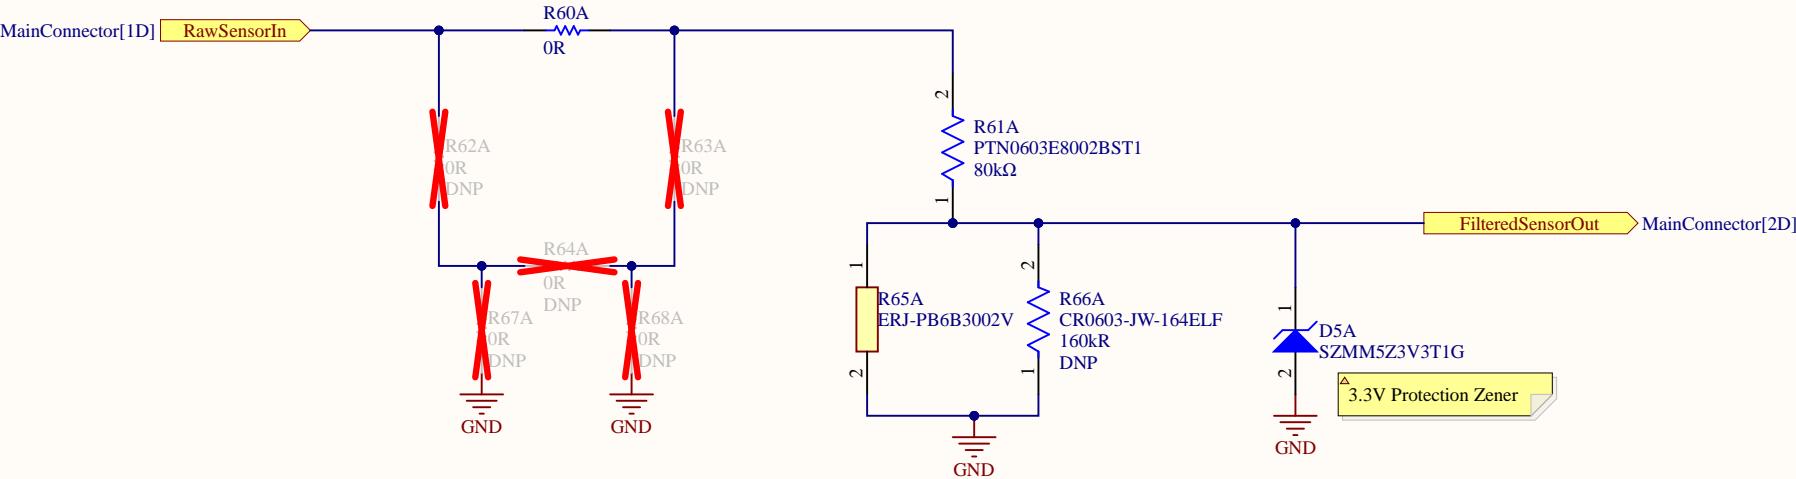 MainConnector[1D]
RawSensorIn
R60A
0R
R62A
0R
DNP
R63A
0R
DNP
R64A
0R
DNP
R67A
0R
DNP
R68A
0R
DNP
GND
GND
2
R61A
PTN0603E8002BST1
80kΩ
1
FilteredSensorOut
MainConnector[2D]
1
R65A
ERJ-PB6B3002V
2
2
R66A
CR0603-JW-164ELF
160kR
DNP
1
GND
1
D5A
SZMM5Z3V3T1G
2
3.3V Protection Zener
GND